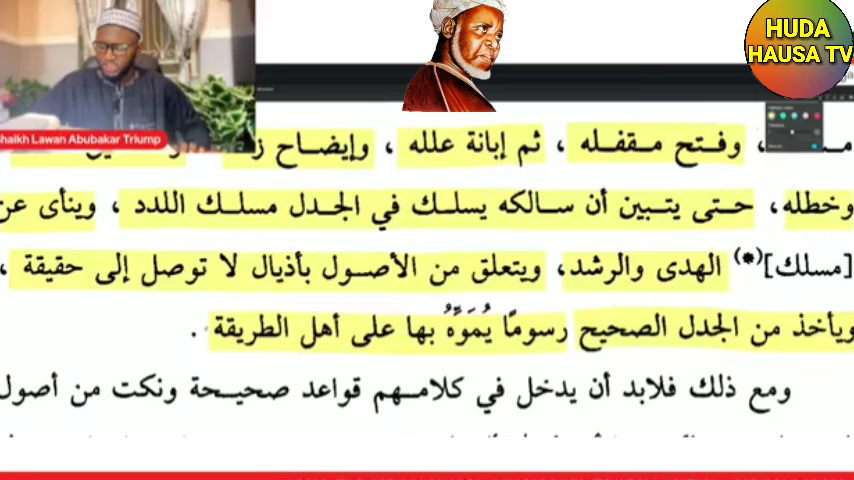 HUDA
HAUSA TV
Shaikh Lawan Abubakar Triump
، وفتح مقفله ، ثم إبانة علله ، وإيضاح
وخطله ، حتى يتبين أن سالكه يسلك في الجدل مسلك اللدد ، وينأى عن
[مسلك](*) الهدى والرشد، ويتعلق من الأصول بأذيال لا توصل إلى حقيقة ،
ويأخذ من الجدل الصحيح رسومًا يُمَوِّهُ بها على أهل الطريقة .
ومع ذلك فلابد أن يدخل في كلامهم قواعد صحيحة ونكت من أصول